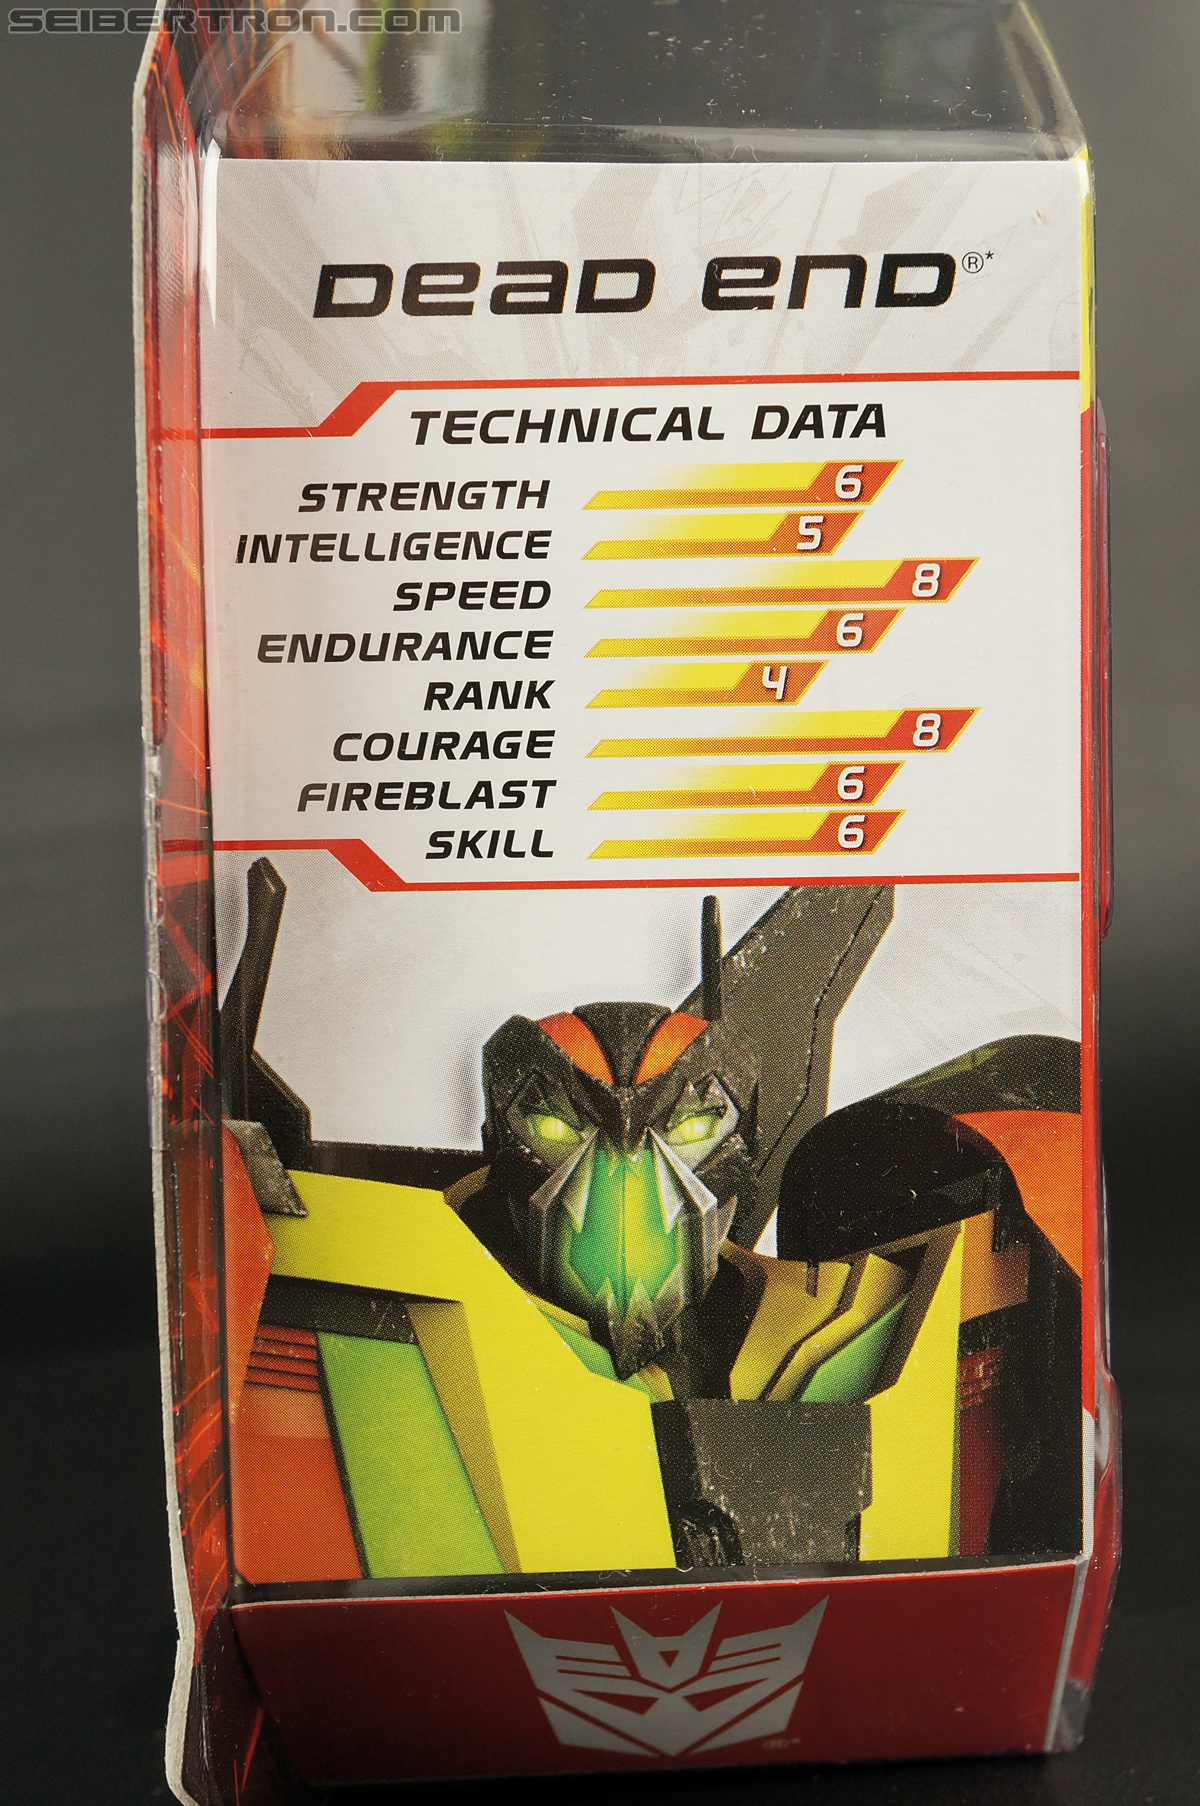 SEIBERTRON.COM
DEAD END®*
TECHNICAL DATA
STRENGTH 6
INTELLIGENCE 5
SPEED 8
ENDURANCE 6
RANK 4
COURAGE 8
FIREBLAST 6
SKILL 6
®*